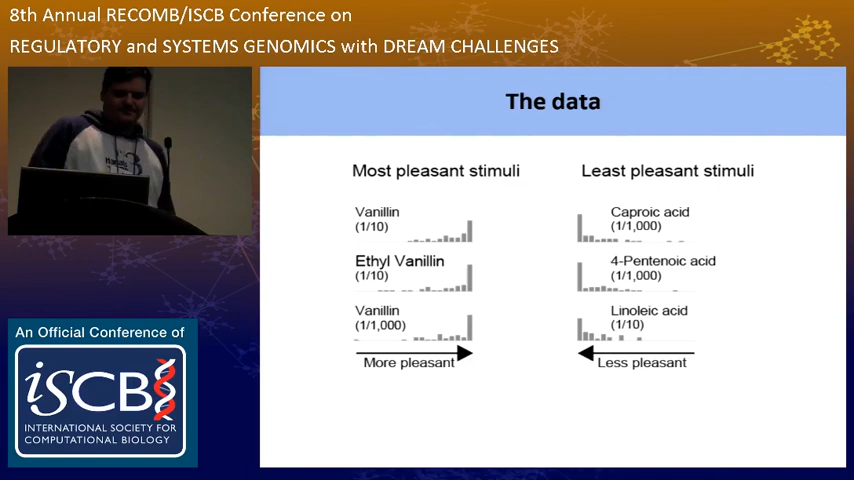 8th Annual RECOMB/ISCB Conference on
REGULATORY and SYSTEMS GENOMICS with DREAM CHALLENGES
The data
Most pleasant stimuli
Least pleasant stimuli
Vanillin
(1/10)
Caproic acid
(1/1,000)
Ethyl Vanillin
(1/10)
4-Pentenoic acid
(1/1,000)
Vanillin
(1/1,000)
Linoleic acid
(1/10)
More pleasant
Less pleasant
An Official Conference of
iSCB
INTERNATIONAL SOCIETY FOR
COMPUTATIONAL BIOLOGY